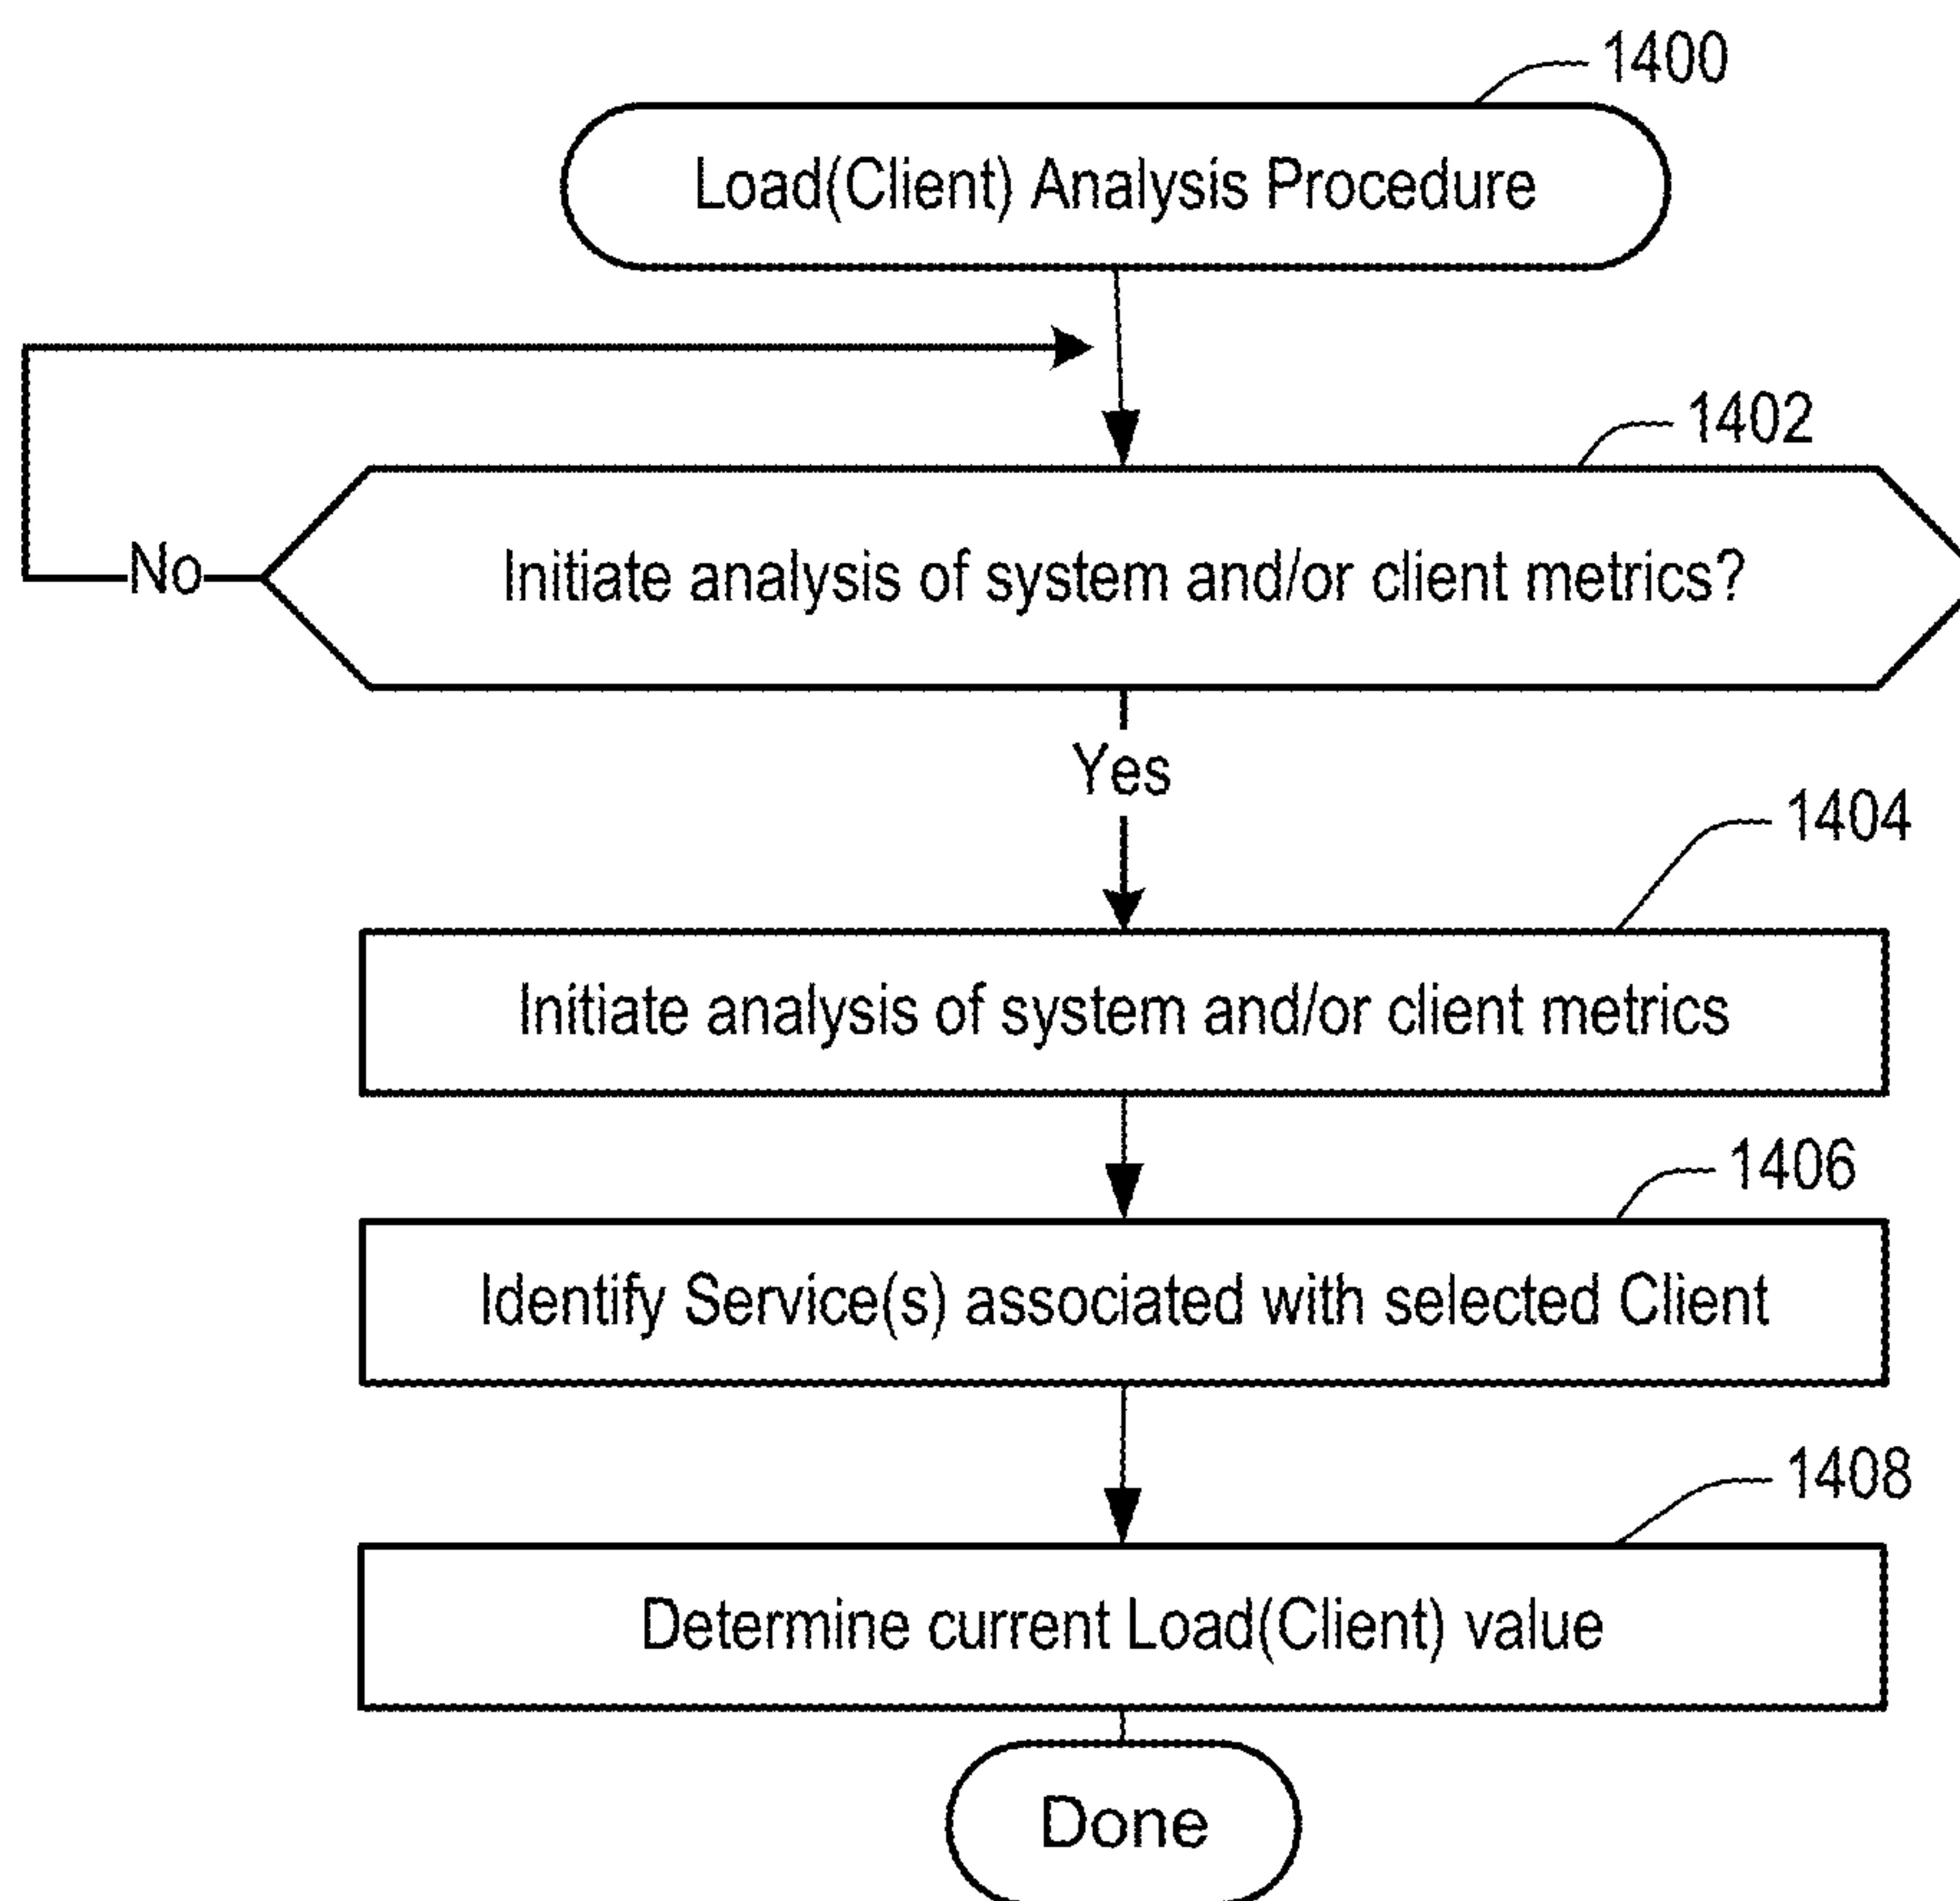 1400
Load(Client) Analysis Procedure
1402
Initiate analysis of system and/or client metrics?
No
Yes
1404
Initiate analysis of system and/or client metrics
1406
Identify Service(s) associated with selected Client
1408
Determine current Load(Client) value
Done